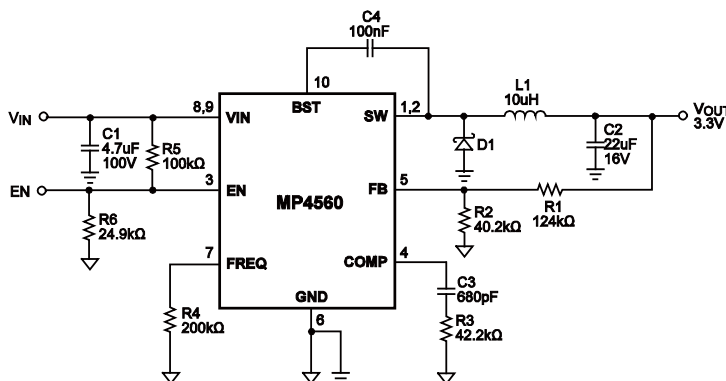 C4
100nF
10
L1
10uH
VIN
8,9
VIN
BST
SW
1,2
VOUT
3.3V
C1
4.7uF
100V
R5
100kΩ
D1
C2
22uF
16V
EN
3
EN
MP4560
FB
5
R1
124kΩ
R6
24.9kΩ
R2
40.2kΩ
7
FREQ
COMP
4
C3
680pF
R4
200kΩ
GND
6
R3
42.2kΩ